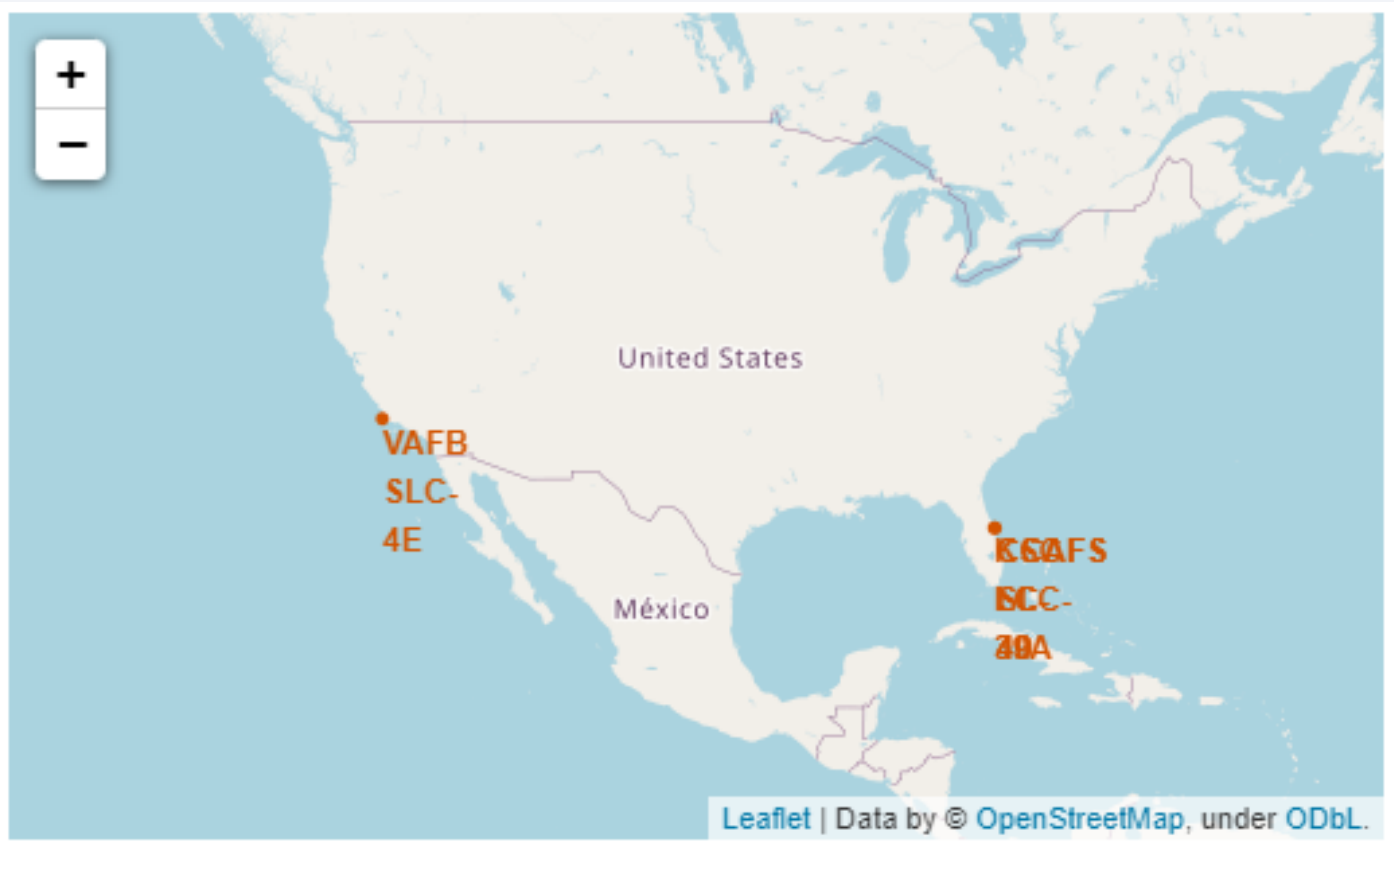 +
−
United States
VAFB
SLC-
4E
México
Leaflet | Data by © OpenStreetMap, under ODbL.